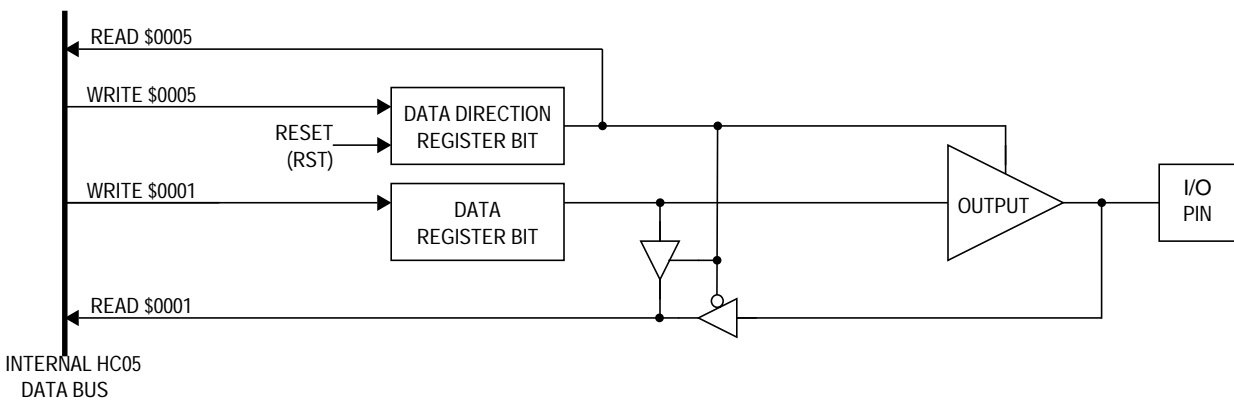 READ $0005
WRITE $0005
DATA DIRECTION
REGISTER BIT
RESET
(RST)
WRITE $0001
DATA
REGISTER BIT
OUTPUT
I/O
PIN
READ $0001
INTERNAL HC05
DATA BUS